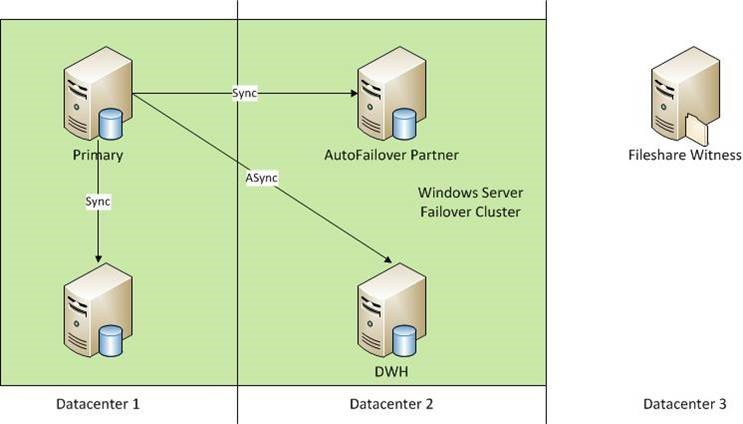 Sync
Primary
AutoFailover Partner
Fileshare Witness
ASync
Windows Server
Failover Cluster
Sync
DWH
Datacenter 1
Datacenter 2
Datacenter 3